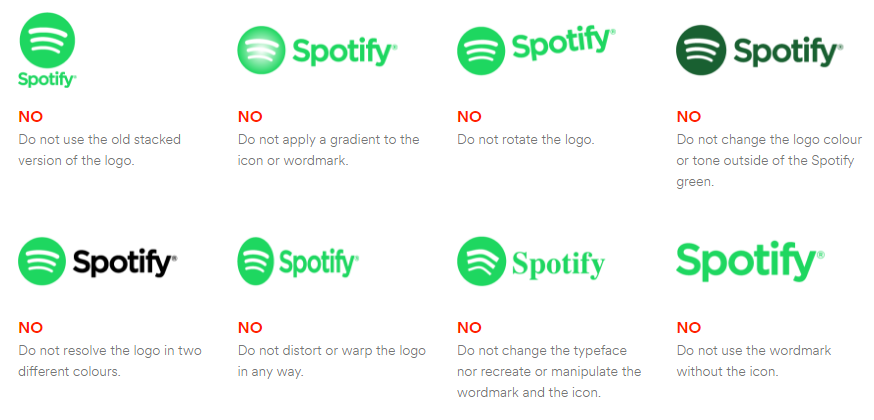 Spotify®
NO
Do not use the old stacked
version of the logo.
Spotify®
NO
Do not apply a gradient to the
icon or wordmark.
Spotify®
NO
Do not rotate the logo.
Spotify®
NO
Do not change the logo colour
or tone outside of the Spotify
green.
Spotify®
NO
Do not resolve the logo in two
different colours.
Spotify®
NO
Do not distort or warp the logo
in any way.
Spotify
NO
Do not change the typeface
nor recreate or manipulate the
wordmark and the icon.
Spotify®
NO
Do not use the wordmark
without the icon.